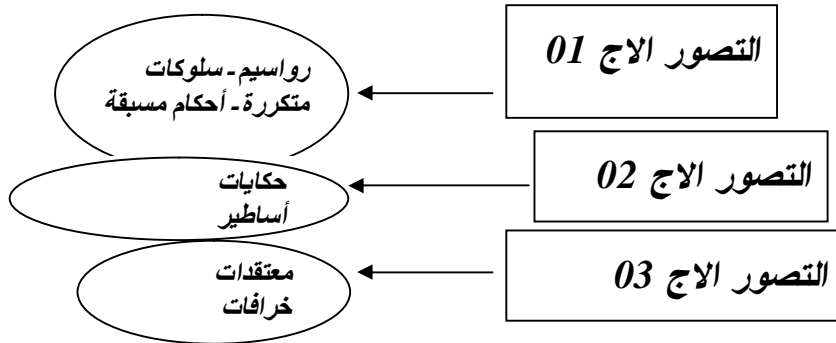 التصور الاج 01
رواسيم ـ سلوكات
متكررة ـ أحكام مسبقة
التصور الاج 02
حكايات
أساطير
التصور الاج 03
معتقدات
خرافات